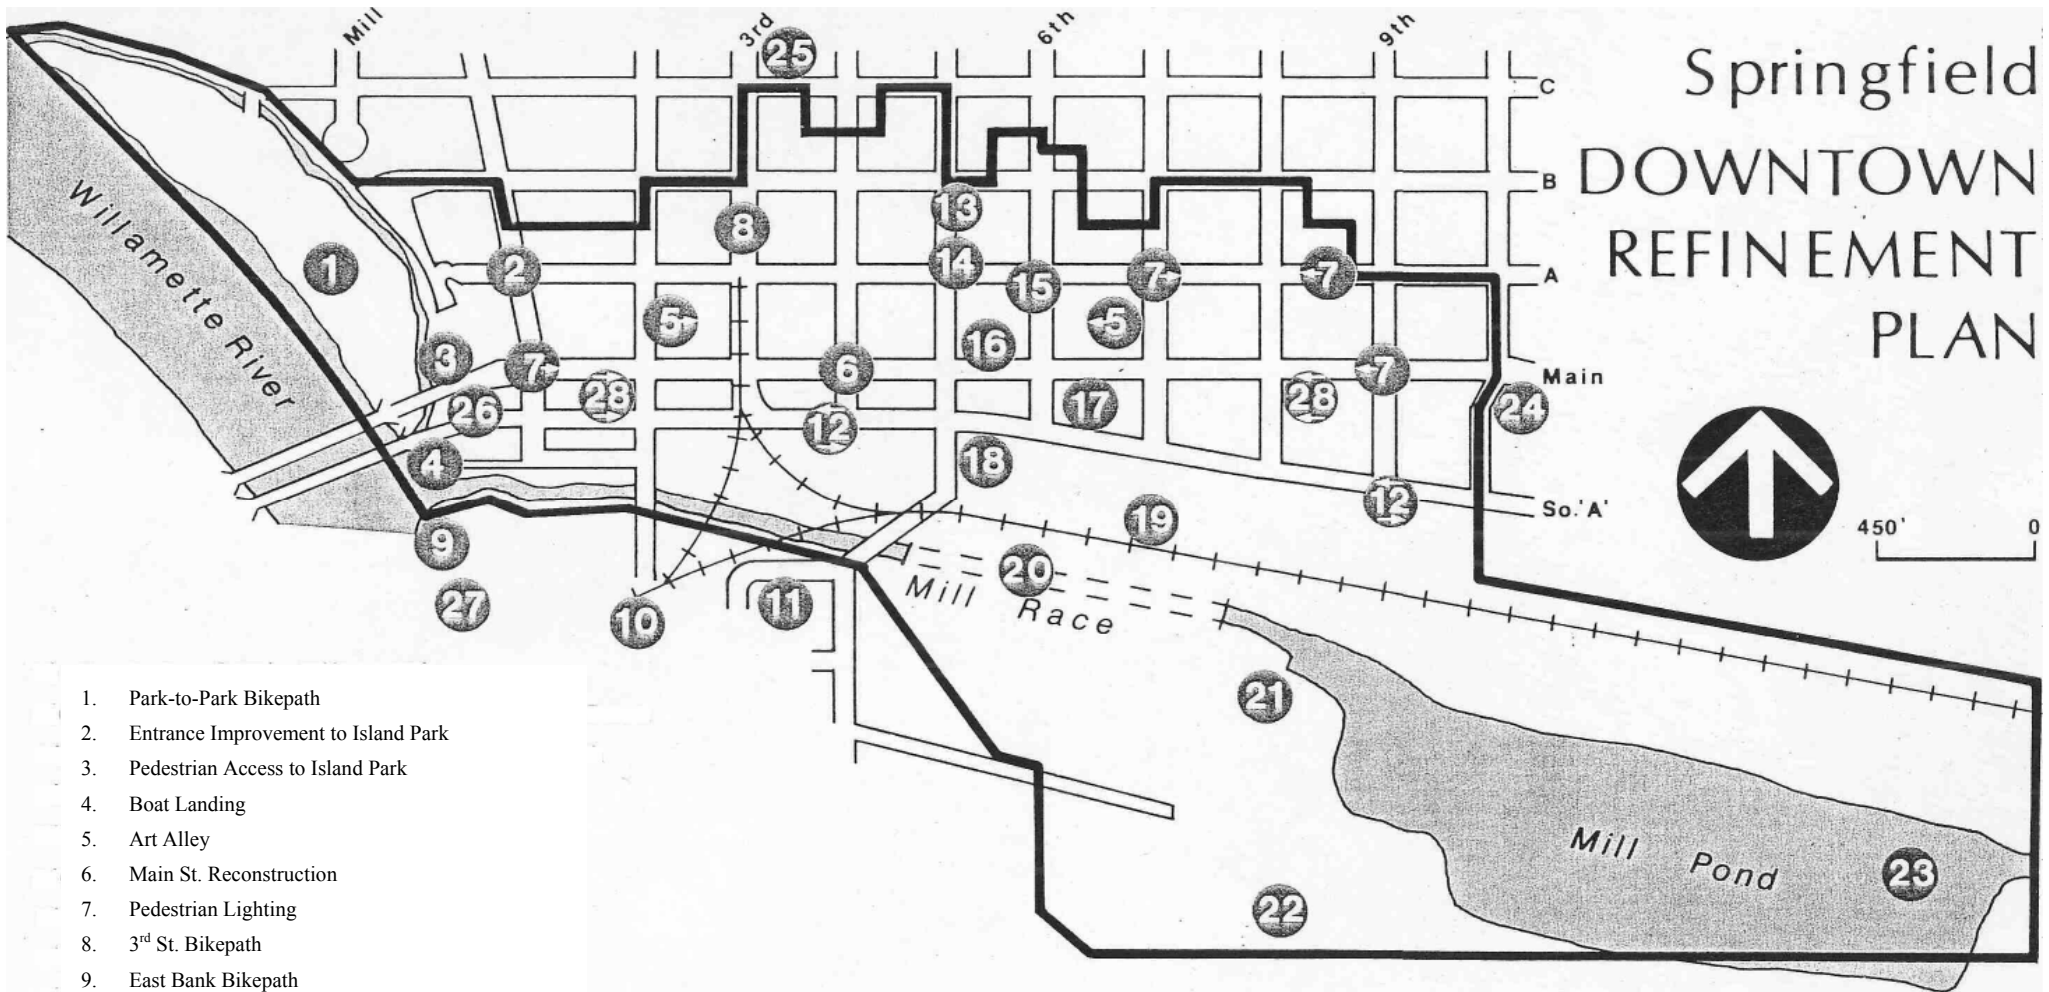 Mill
3rd
6th
9th
25
Springfield
DOWNTOWN
REFINEMENT
PLAN
C
B
A
Main
So.'A'
450'
0
Willamette River
1
2
3
4
5
5
6
7
7
7
7
8
9
10
11
12
12
13
14
15
16
17
18
19
20
21
22
23
24
26
27
28
28
Mill Race
Mill Pond
1. Park-to-Park Bikepath
2. Entrance Improvement to Island Park
3. Pedestrian Access to Island Park
4. Boat Landing
5. Art Alley
6. Main St. Reconstruction
7. Pedestrian Lighting
8. 3rd St. Bikepath
9. East Bank Bikepath